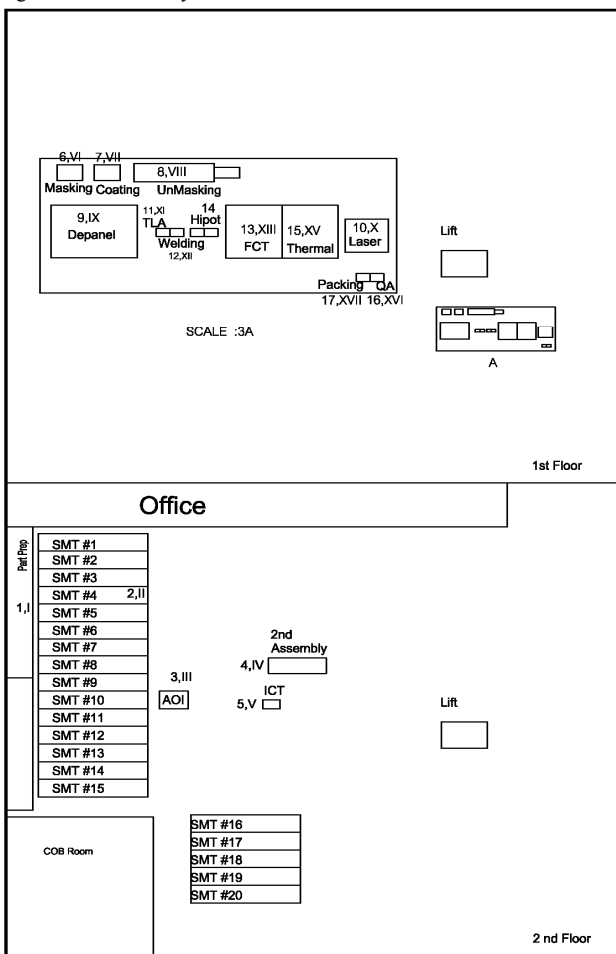 6,VI 7,VII
8,VIII
Masking Coating UnMasking
9,IX
Depanel
11,XI
TLA
Welding
12,XII
14
Hipot
13,XIII
FCT
15,XV
Thermal
10,X
Laser
Packing QA
17,XVII 16,XVI
SCALE :3A
Lift
A
1st Floor
Office
Part Prep
1,I
SMT #1
SMT #2
SMT #3
SMT #4 2,II
SMT #5
SMT #6
SMT #7
SMT #8
SMT #9
SMT #10
SMT #11
SMT #12
SMT #13
SMT #14
SMT #15
3,III
AOI
2nd
Assembly
4,IV
ICT
5,V
Lift
COB Room
SMT #16
SMT #17
SMT #18
SMT #19
SMT #20
2 nd Floor